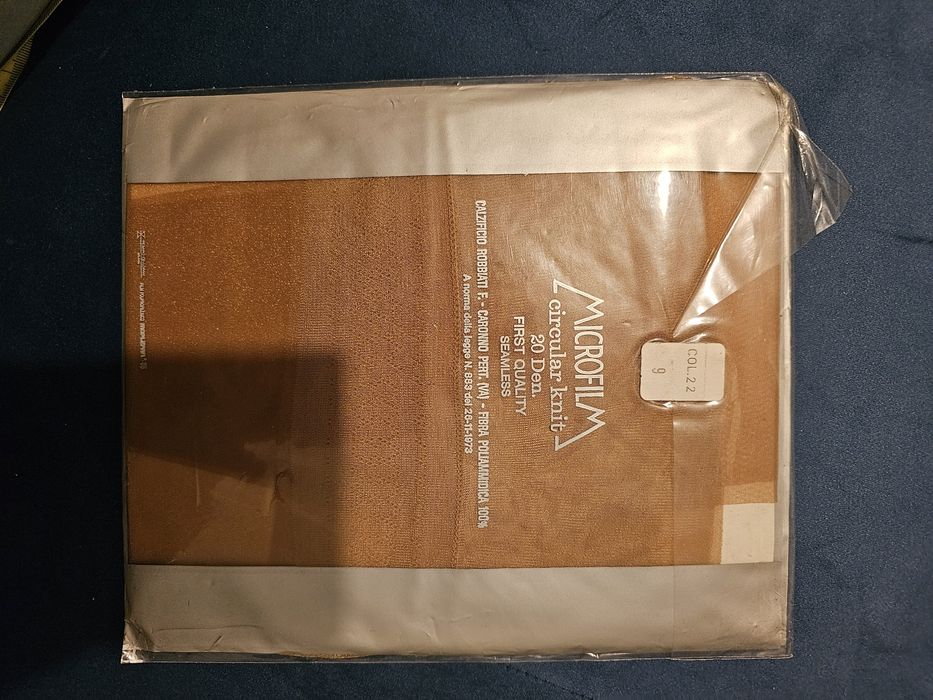 MICROFILM
circular knit
20 Den.
FIRST QUALITY
SEAMLESS
CALZIFICIO ROBBIATI F. - CARONNO PERT. (VA) - FIBRA POLIAMMIDICA 100%
A norma della legge N. 883 del 26-11-1973
COL.22
9